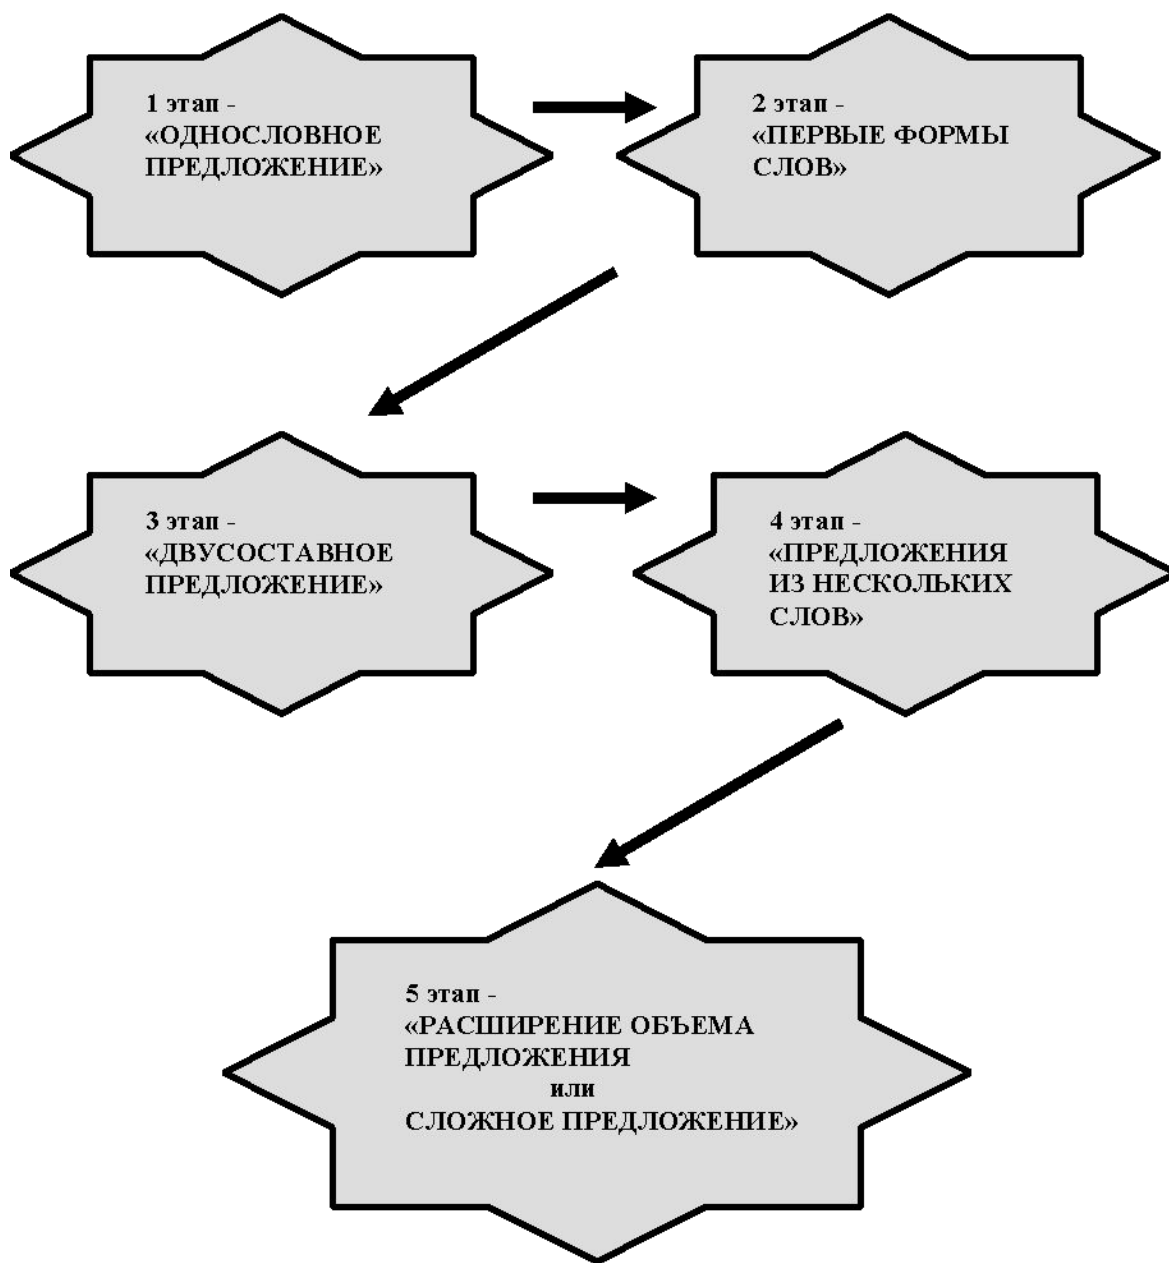 1 этап -
«ОДНОСЛОВНОЕ
ПРЕДЛОЖЕНИЕ»
2 этап -
«ПЕРВЫЕ ФОРМЫ
СЛОВ»
3 этап -
«ДВУСОСТАВНОЕ
ПРЕДЛОЖЕНИЕ»
4 этап -
«ПРЕДЛОЖЕНИЯ
ИЗ НЕСКОЛЬКИХ
СЛОВ»
5 этап -
«РАСШИРЕНИЕ ОБЪЕМА
ПРЕДЛОЖЕНИЯ
или
СЛОЖНОЕ ПРЕДЛОЖЕНИЕ»